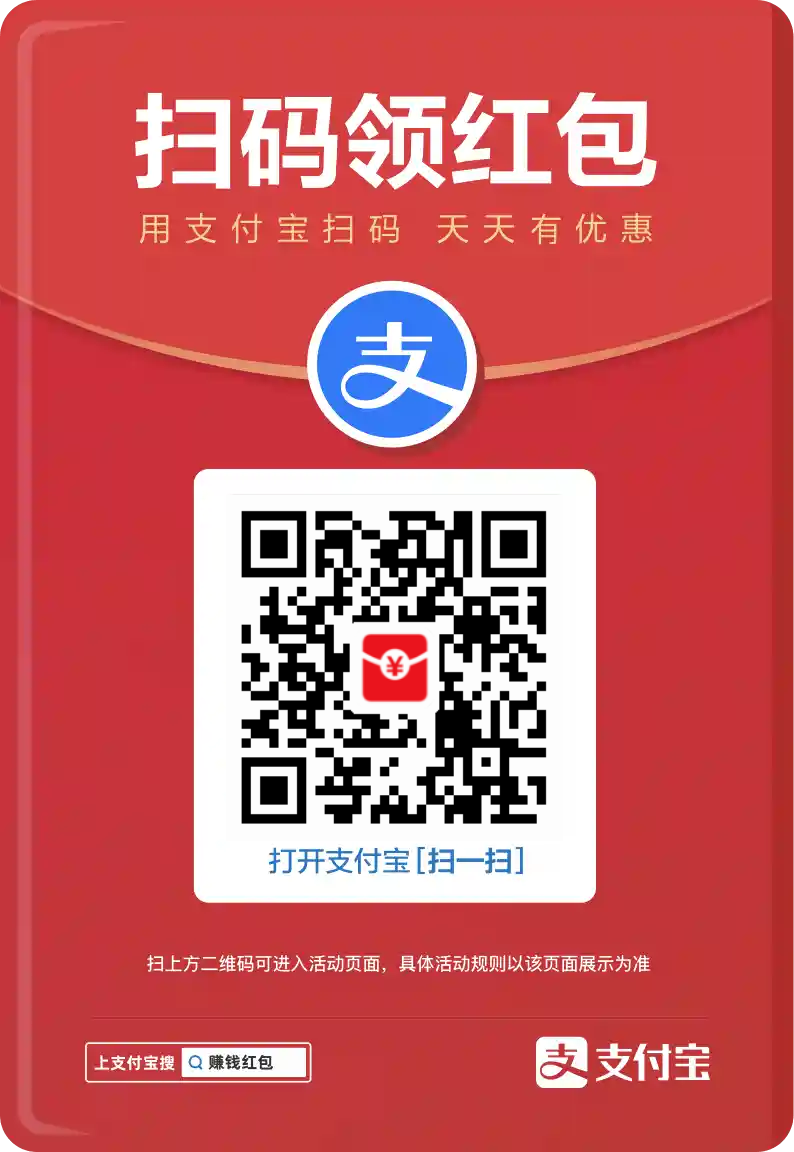 扫码领红包
用支付宝扫码 天天有优惠
支
¥
打开支付宝[扫一扫]
扫上方二维码可进入活动页面，具体活动规则以该页面展示为准
上支付宝搜 赚钱红包
支 支付宝